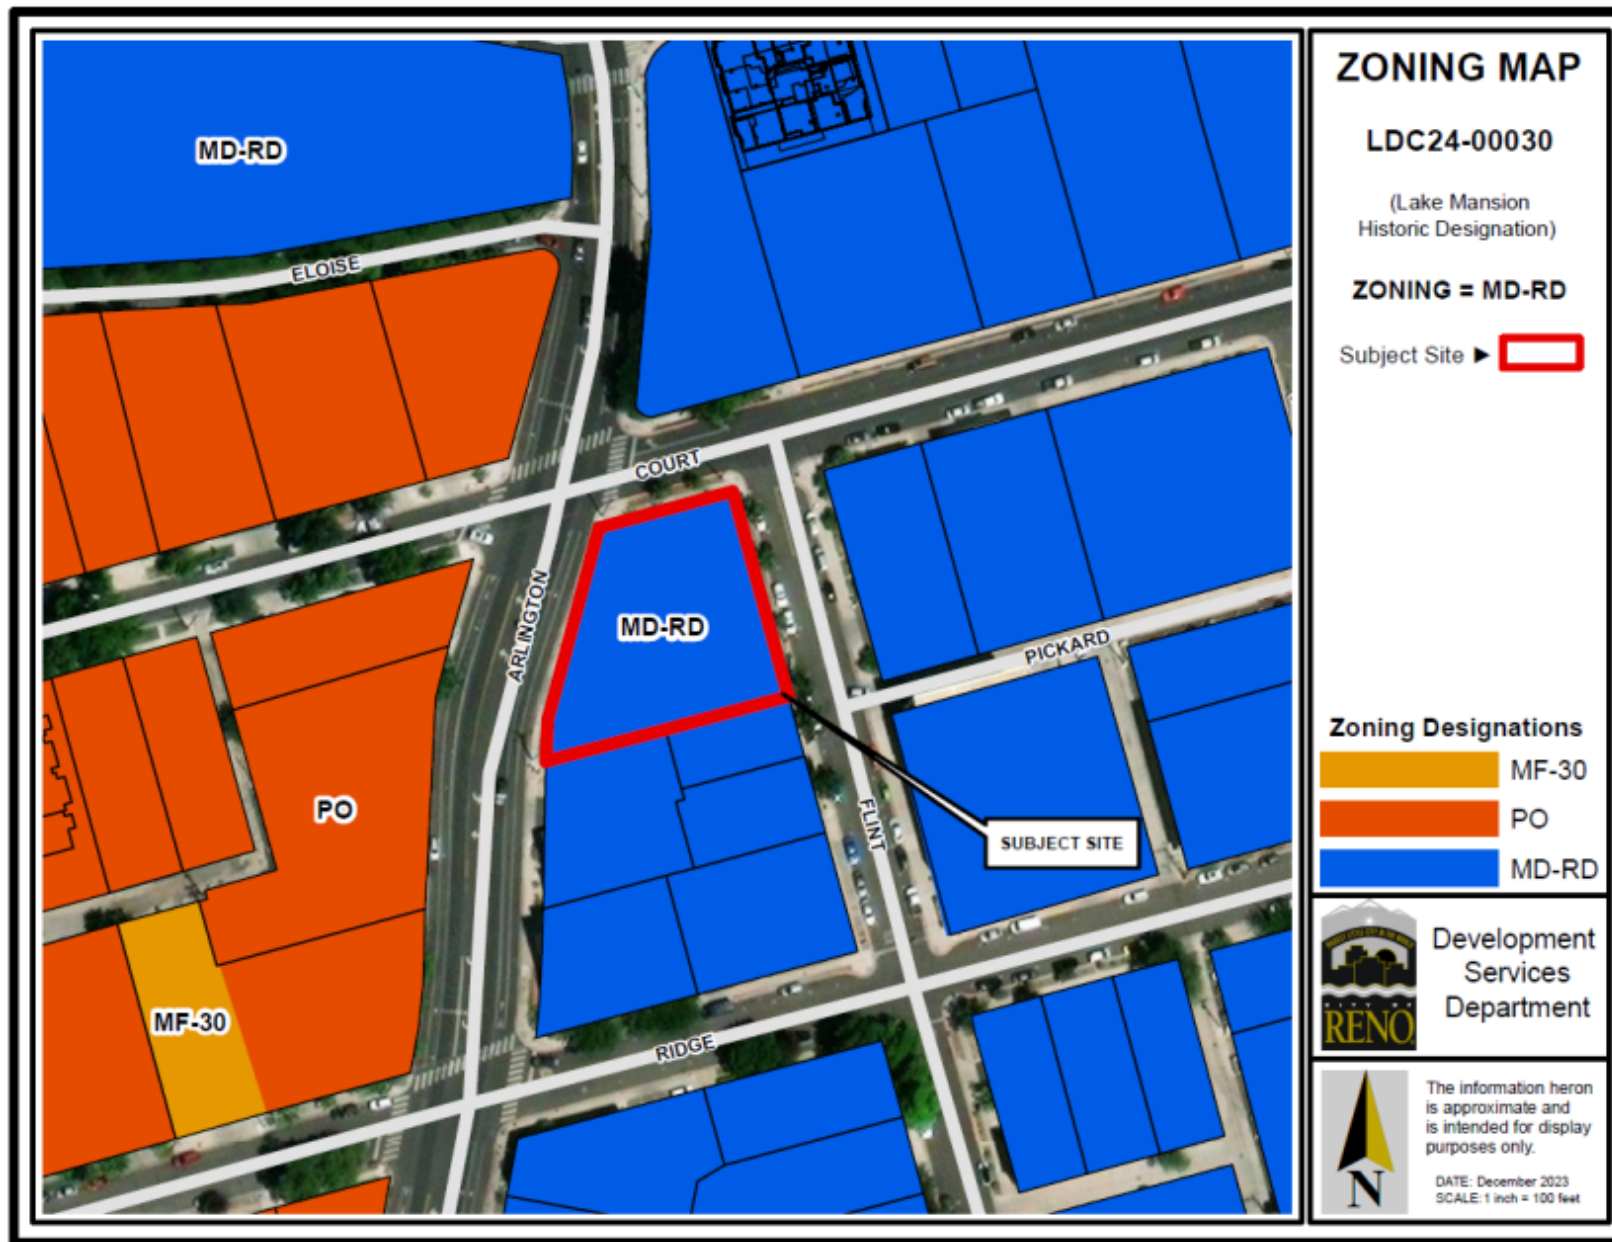 ZONING MAP
LDC24-00030
(Lake Mansion
Historic Designation)
ZONING = MD-RD
Subject Site ►
MD-RD
ELOISE
COURT
ARLINGTON
MD-RD
PICKARD
PO
FLINT
SUBJECT SITE
MF-30
RIDGE
Zoning Designations
MF-30
PO
MD-RD
RENO
Development
Services
Department
The information heron
is approximate and
is intended for display
purposes only.
N
DATE: December 2023
SCALE: 1 inch = 100 feet